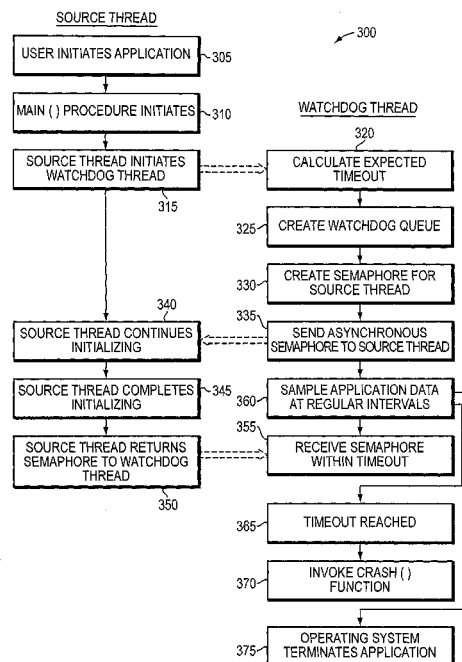 SOURCE THREAD
300
USER INITIATES APPLICATION
305
MAIN ( ) PROCEDURE INITIATES
310
WATCHDOG THREAD
SOURCE THREAD INITIATES
WATCHDOG THREAD
315
320
CALCULATE EXPECTED
TIMEOUT
325
CREATE WATCHDOG QUEUE
330
CREATE SEMAPHORE FOR
SOURCE THREAD
340
SOURCE THREAD CONTINUES
INITIALIZING
335
SEND ASYNCHRONOUS
SEMAPHORE TO SOURCE THREAD
345
SOURCE THREAD COMPLETES
INITIALIZING
360
SAMPLE APPLICATION DATA
AT REGULAR INTERVALS
SOURCE THREAD RETURNS
SEMAPHORE TO WATCHDOG
THREAD
350
355
RECEIVE SEMAPHORE
WITHIN TIMEOUT
365
TIMEOUT REACHED
370
INVOKE CRASH ( )
FUNCTION
375
OPERATING SYSTEM
TERMINATES APPLICATION